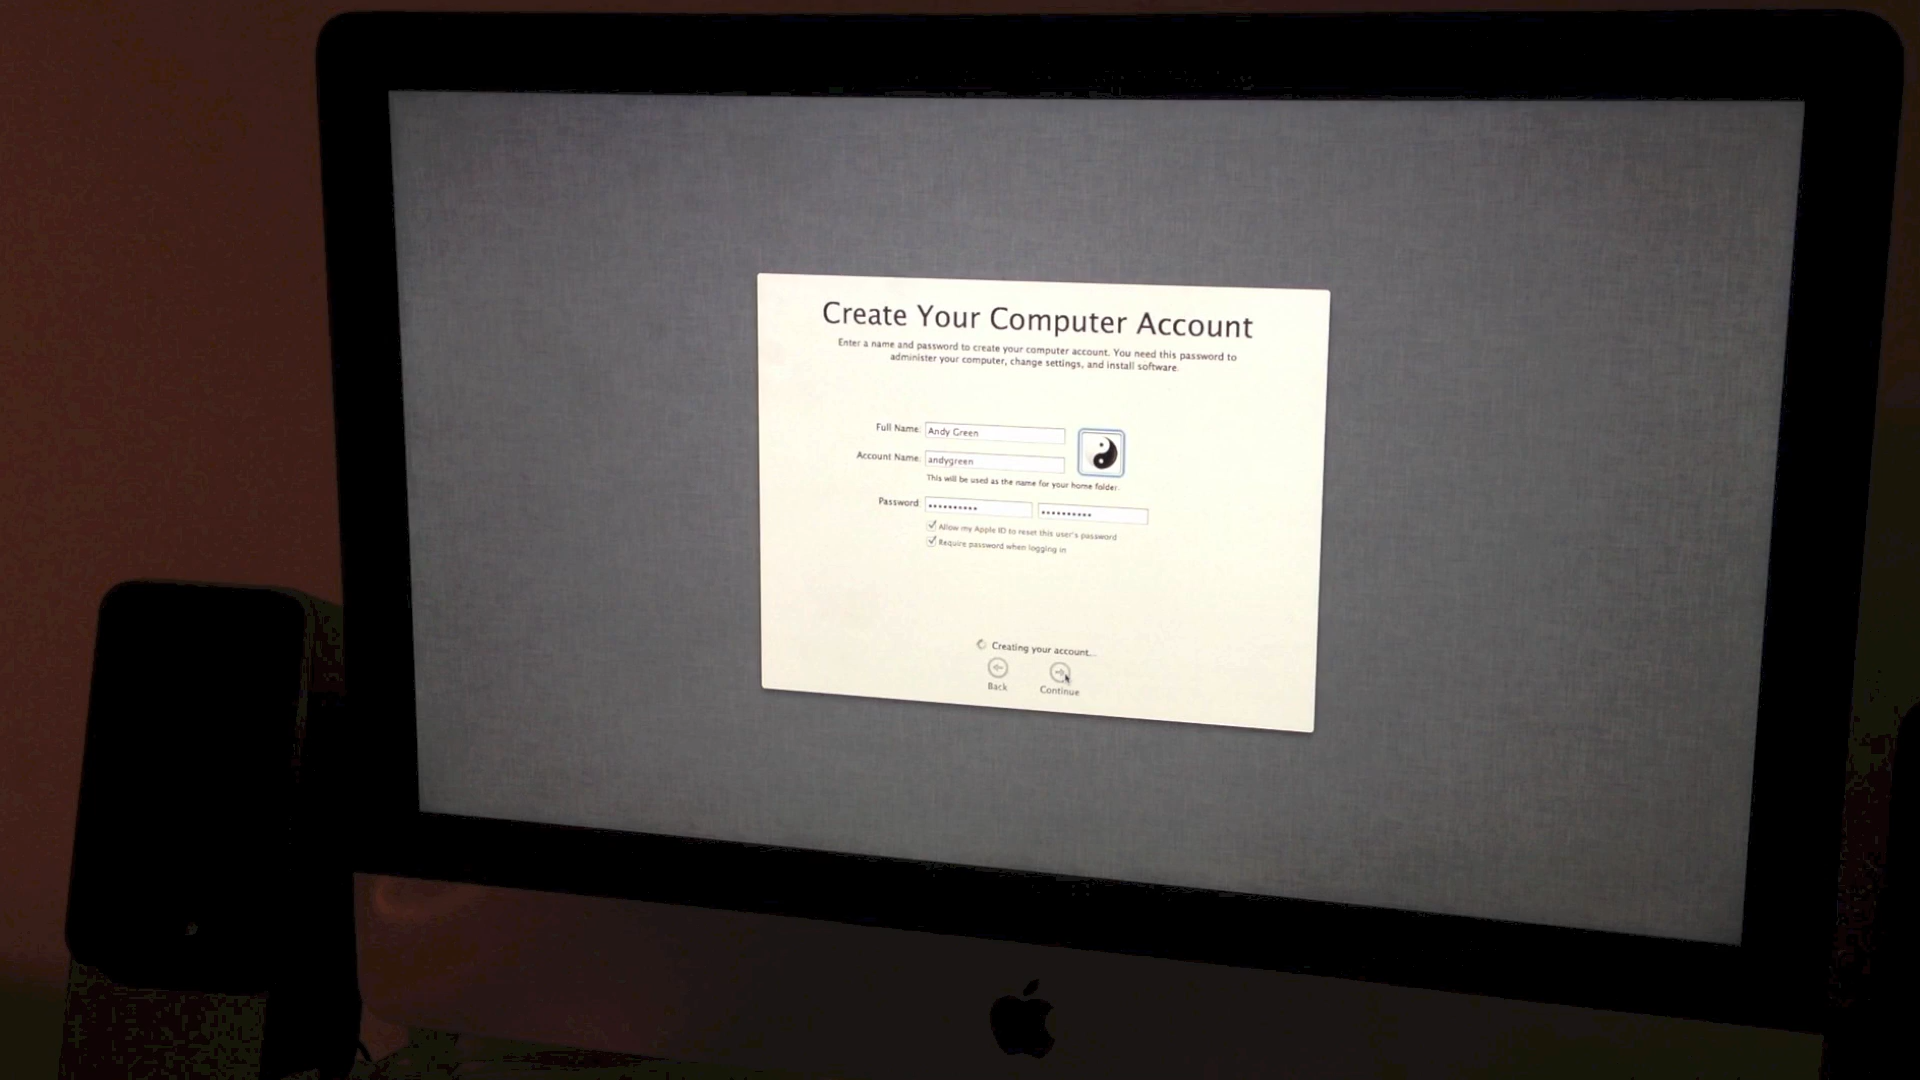 Create Your Computer Account
Enter a name and password to create your computer account. You need this password to
administer your computer, change settings, and install software.
Full Name: Andy Green
Account Name: andygreen
This will be used as the name for your home folder.
Password: •••••••••• ••••••••••
Allow my Apple ID to reset this user's password
Require password when logging in
Creating your account...
Back Continue